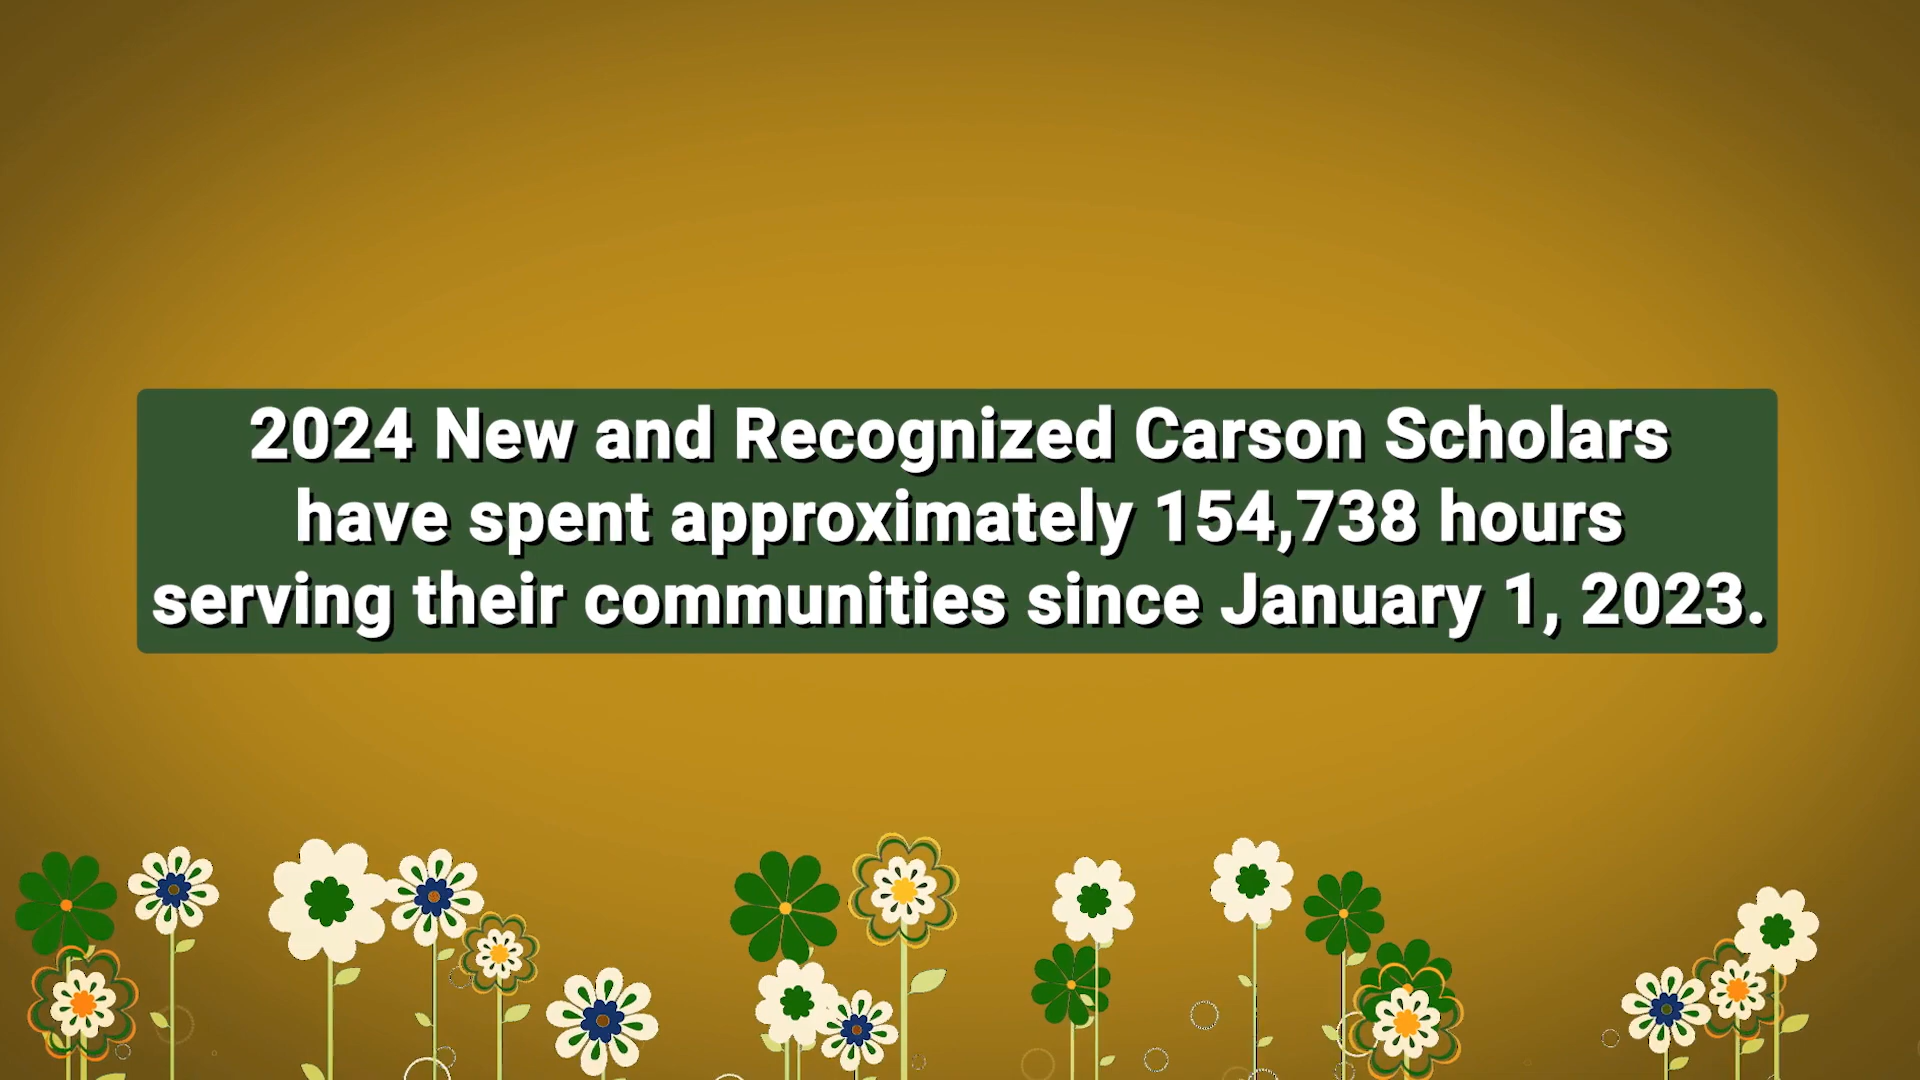 2024 New and Recognized Carson Scholars
have spent approximately 154,738 hours
serving their communities since January 1, 2023.